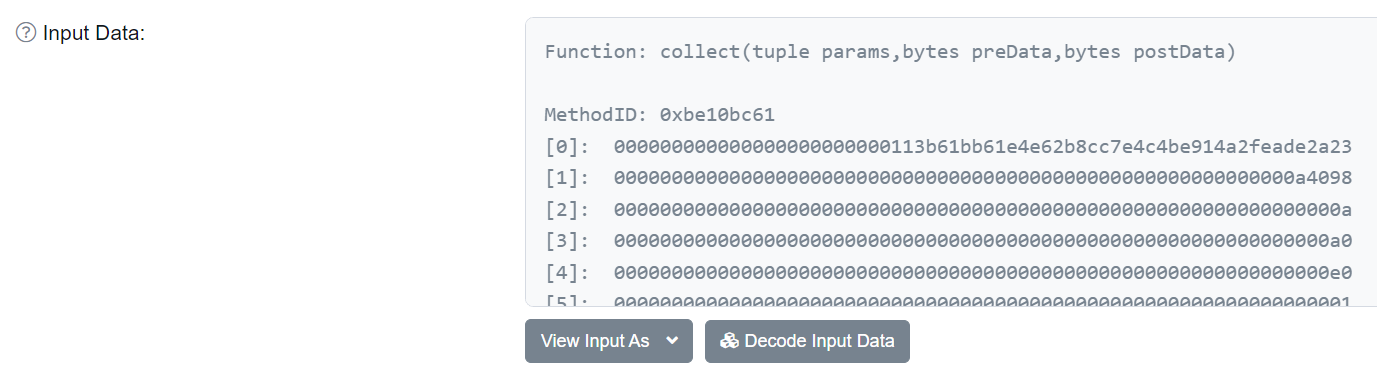 Input Data:
Function: collect(tuple params,bytes preData,bytes postData)
MethodID: 0xbe10bc61
[0]: 000000000000000000000000113b61bb61e4e62b8cc7e4c4be914a2feade2a23
[1]: 00000000000000000000000000000000000000000000000000000000000a4098
[2]: 000000000000000000000000000000000000000000000000000000000000000a
[3]: 00000000000000000000000000000000000000000000000000000000000000a0
[4]: 00000000000000000000000000000000000000000000000000000000000000e0
[5]: 0000000000000000000000000000000000000000000000000000000000000001
View Input As
Decode Input Data